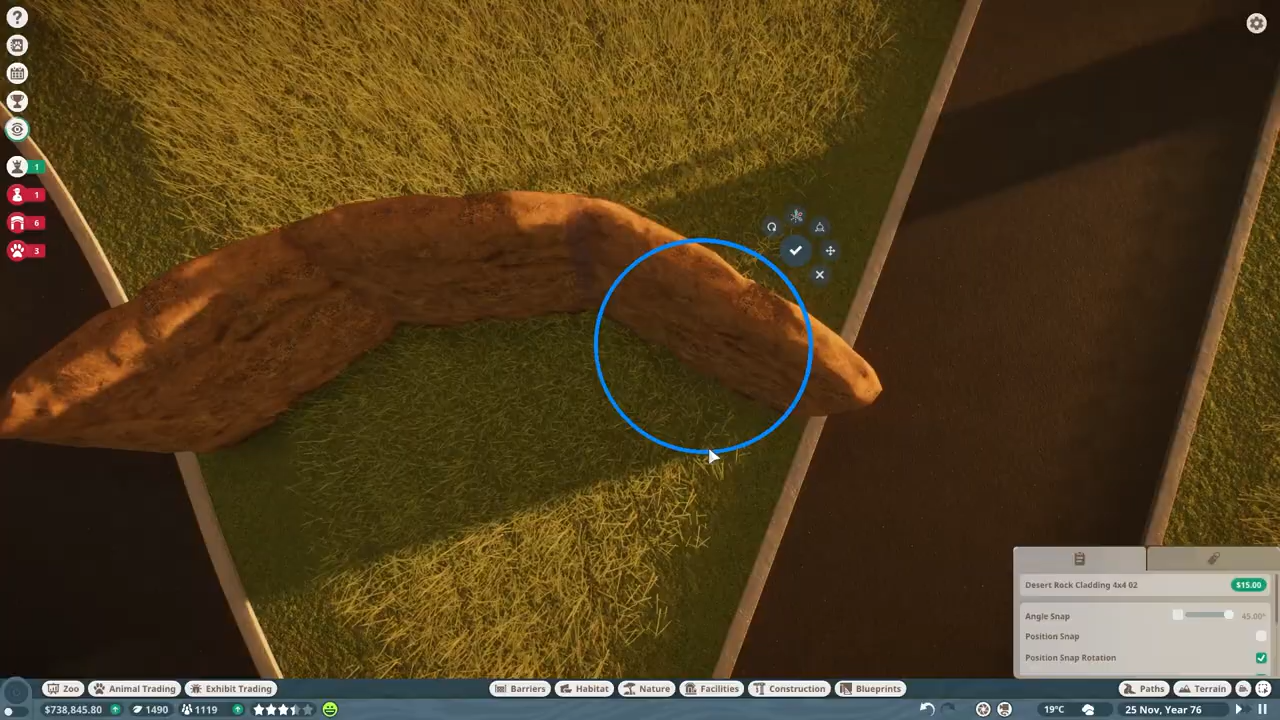 ?
1
1
6
3
Desert Rock Cladding 4x4 02 $15.00
Angle Snap 45.00°
Position Snap
Position Snap Rotation
Zoo Animal Trading Exhibit Trading Barriers Habitat Nature Facilities Construction Blueprints Paths Terrain
$738,845.80 1490 1119 19°C 25 Nov, Year 76